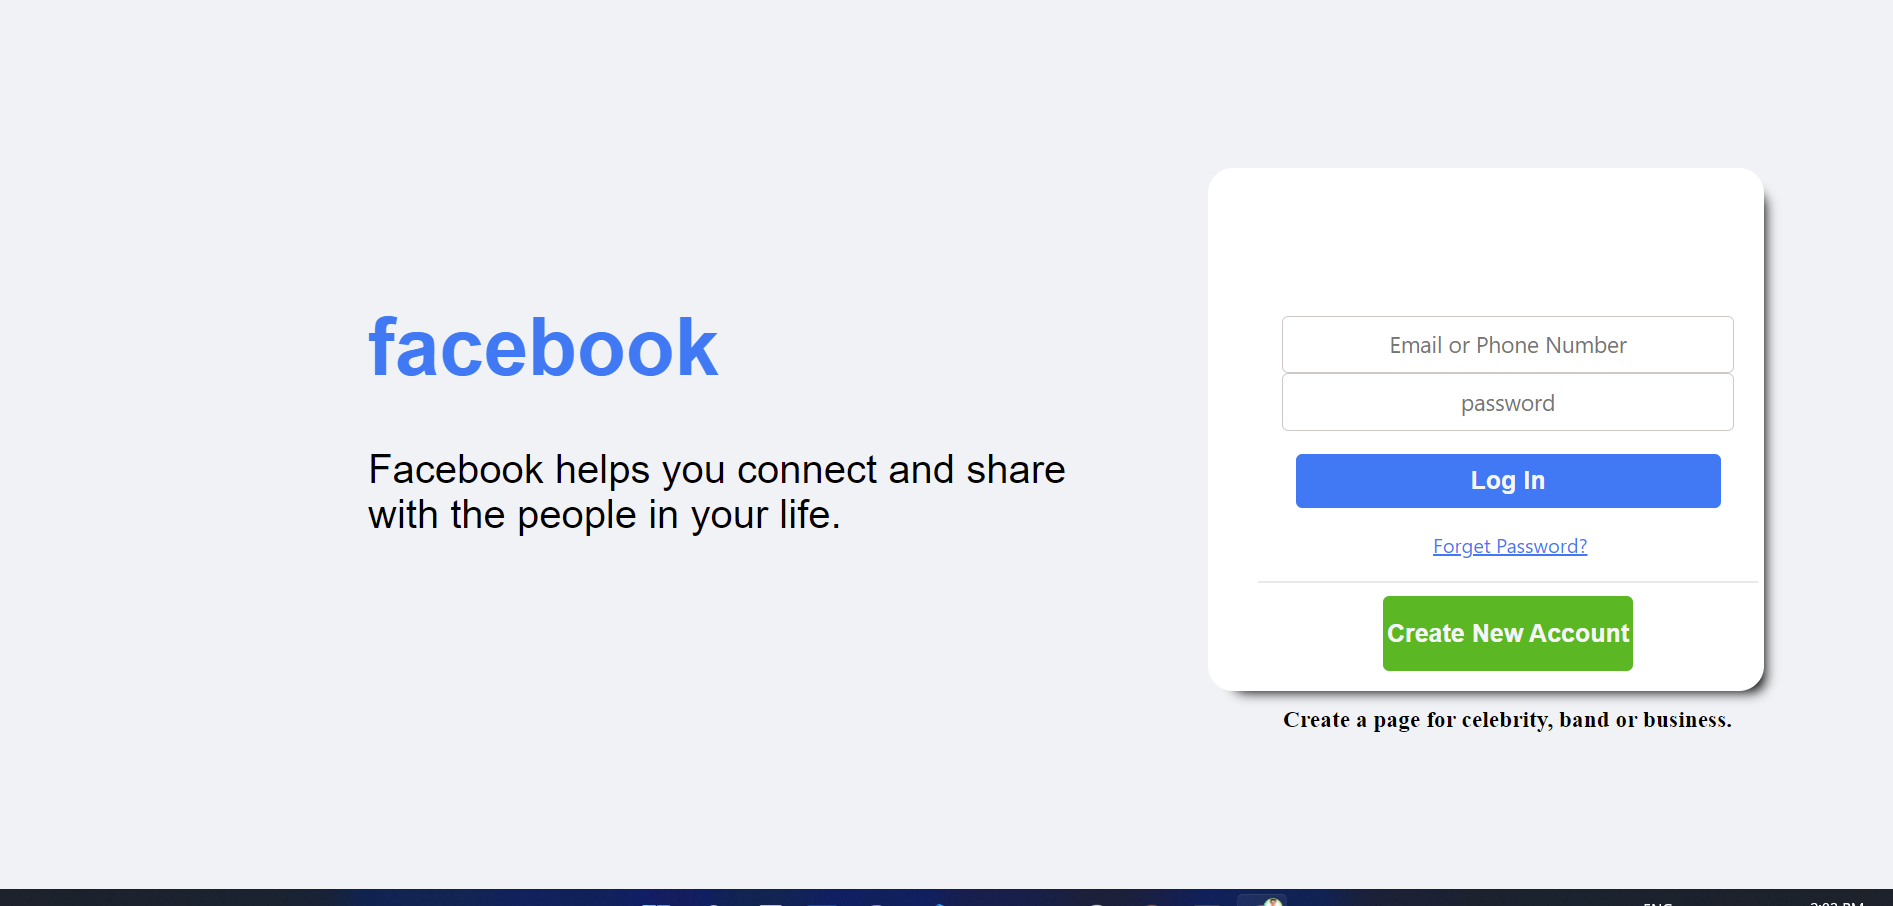 facebook
Facebook helps you connect and share
with the people in your life.
Email or Phone Number
password
Log In
Forget Password?
Create New Account
Create a page for celebrity, band or business.